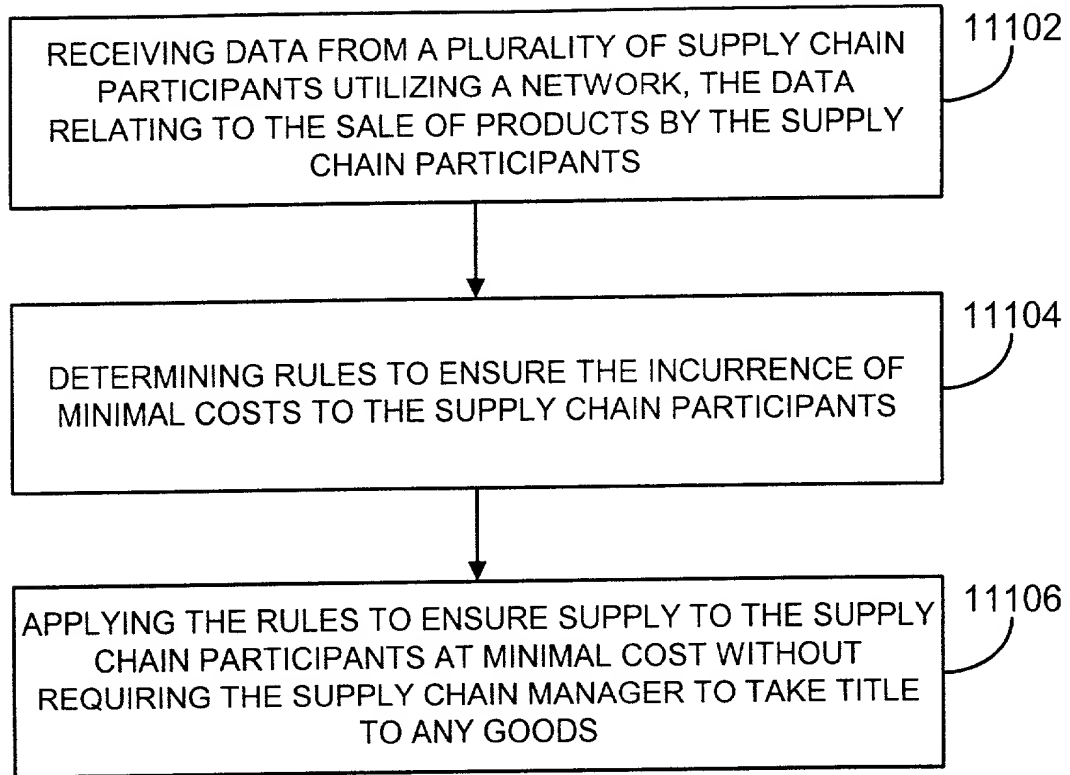 11102
RECEIVING DATA FROM A PLURALITY OF SUPPLY CHAIN
PARTICIPANTS UTILIZING A NETWORK, THE DATA
RELATING TO THE SALE OF PRODUCTS BY THE SUPPLY
CHAIN PARTICIPANTS
11104
DETERMINING RULES TO ENSURE THE INCURRENCE OF
MINIMAL COSTS TO THE SUPPLY CHAIN PARTICIPANTS
11106
APPLYING THE RULES TO ENSURE SUPPLY TO THE SUPPLY
CHAIN PARTICIPANTS AT MINIMAL COST WITHOUT
REQUIRING THE SUPPLY CHAIN MANAGER TO TAKE TITLE
TO ANY GOODS